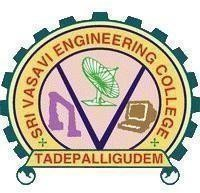 SRI VASAVI ENGINEERING COLLEGE
TADEPALLIGUDEM